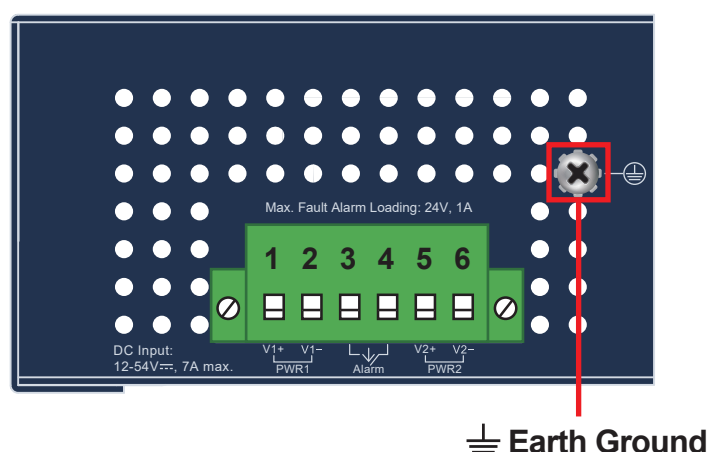 Max. Fault Alarm Loading: 24V, 1A
1 2 3 4 5 6
V1+ V1− V2+ V2−
PWR1 Alarm PWR2
DC Input:
12-54V⎓, 7A max.
Earth Ground